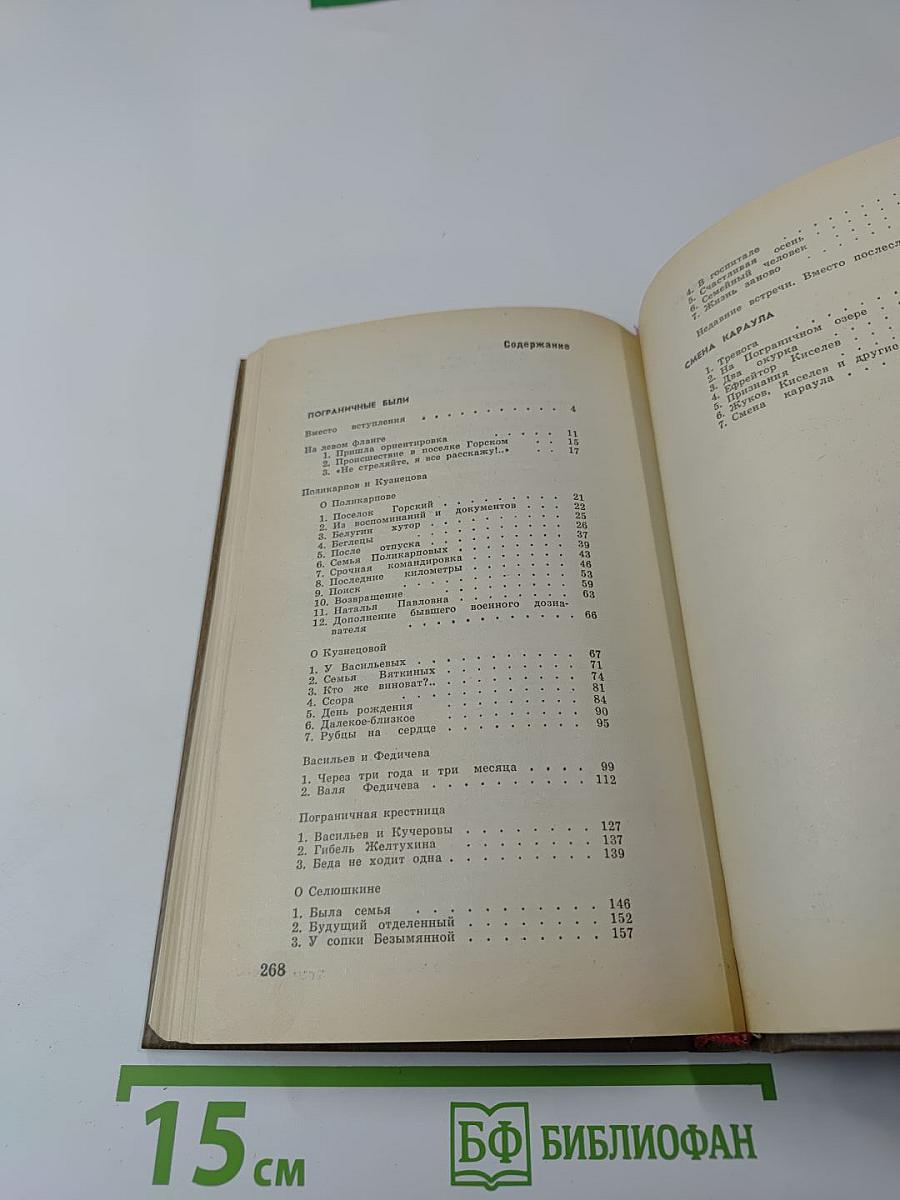 Содержание
ПОГРАНИЧНЫЕ БЫЛИ
Вместо вступления . . . . . . . . . . . 4
На левом фланге
1. Пришла ориентировка . . . . . 11
2. Происшествие в поселке Горском . . 15
3. «Не стреляйте, я все расскажу!..» . . 17
Поликарпов и Кузнецова
О Поликарпове
1. Поселок Горский . . . . . . . . 21
2. Из воспоминаний и документов . . . 22
3. Белугин хутор . . . . . . . . . 25
4. Беглецы . . . . . . . . . . 26
5. После отпуска . . . . . . . . . 37
6. Семья Поликарповых . . . . . . . 39
7. Срочная командировка . . . . . . 43
8. Последние километры . . . . . . 46
9. Поиск . . . . . . . . . . . 53
10. Возвращение . . . . . . . . . 59
11. Наталья Павловна . . . . . . . . 63
12. Дополнение бывшего военного дозна-
вателя . . . . . . . . . . . 66
О Кузнецовой
1. У Васильевых . . . . . . . . . . 67
2. Семья Вяткиных . . . . . . . . . 71
3. Кто же виноват?.. . . . . . . . . 74
4. Ссора . . . . . . . . . . . 81
5. День рождения . . . . . . . . . 84
6. Далекое-близкое . . . . . . . . . 90
7. Рубцы на сердце . . . . . . . . . 95
Васильев и Федичева
1. Через три года и три месяца . . . . 99
2. Валя Федичева . . . . . . . . . . 112
Пограничная крестница
1. Васильев и Кучеровы . . . . . . . . 127
2. Гибель Желтухина . . . . . . . . 137
3. Беда не ходит одна . . . . . . . . . 139
О Селюшкине
1. Была семья . . . . . . . . . . . 146
2. Будущий отделенный . . . . . . . . 152
3. У сопки Безымянной . . . . . . . . 157
268
4. В госпитале . . . . . .
5. Счастливая осень . . . . .
6. Семейный человек . . . .
7. Жизнь заново . . . . .
Недавние встречи. Вместо
СМЕНА КАРАУЛА
1. Тревога . . . . . .
2. На Пограничном озере . . .
3. Два окурка . . . . .
4. Ефрейтор Киселев . . . .
5. Признания . . . . .
6. Жуков, Киселев и другие
7. Смена караула . . . .
15 см
БФ БИБЛИОФАН